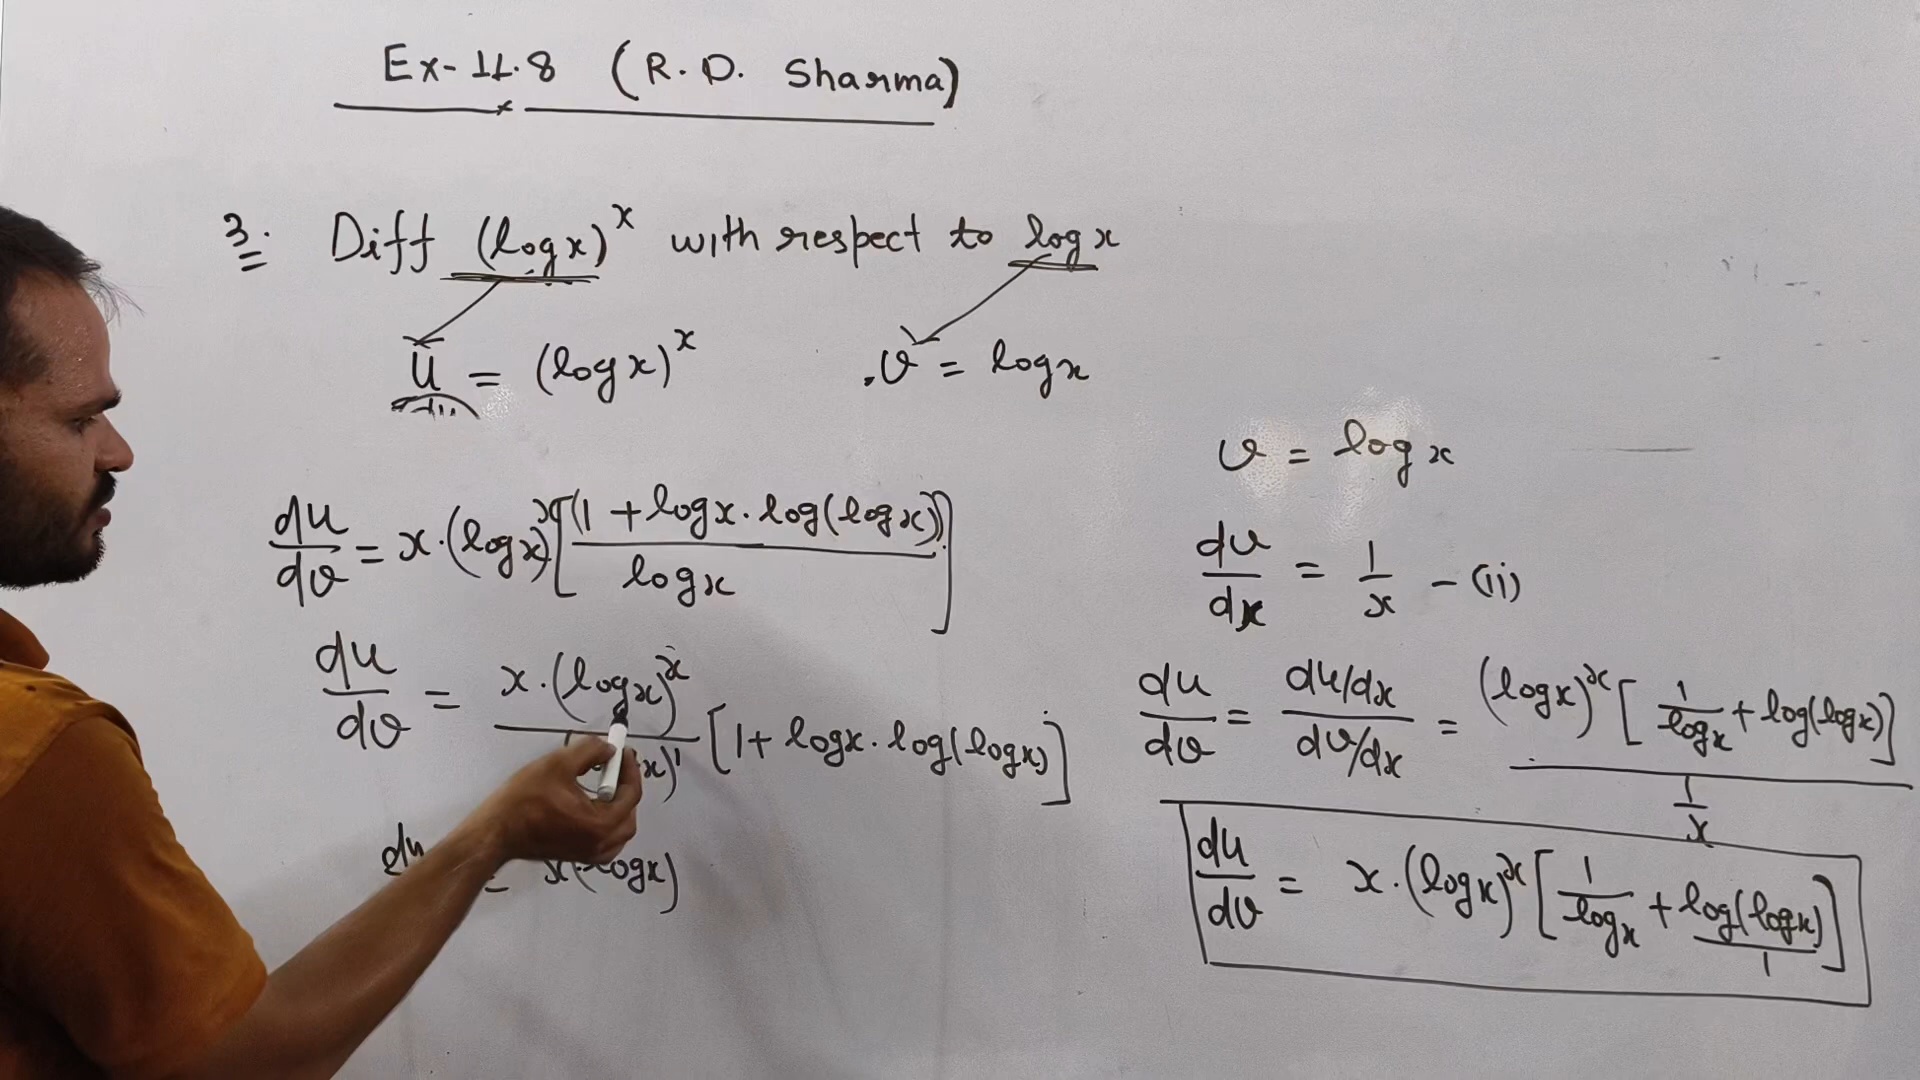 Ex-11.8 (R.D. Sharma)
3. Diff (log x)^x with respect to log x
u = (log x)^x
v = log x
du/dv = x.(log x)^x [(1 + log x . log(log x))/log x]
du/dv = x.(log x)^x/( x)^1 [1 + log x . log(log x)]
du = x(log x)
v = log x
dv/dx = 1/x - (ii)
du/dv = du/dx / dv/dx = (log x)^x [1/log x + log(log x)] / 1/x
du/dv = x.(log x)^x [1/log x + log(log x)/1]